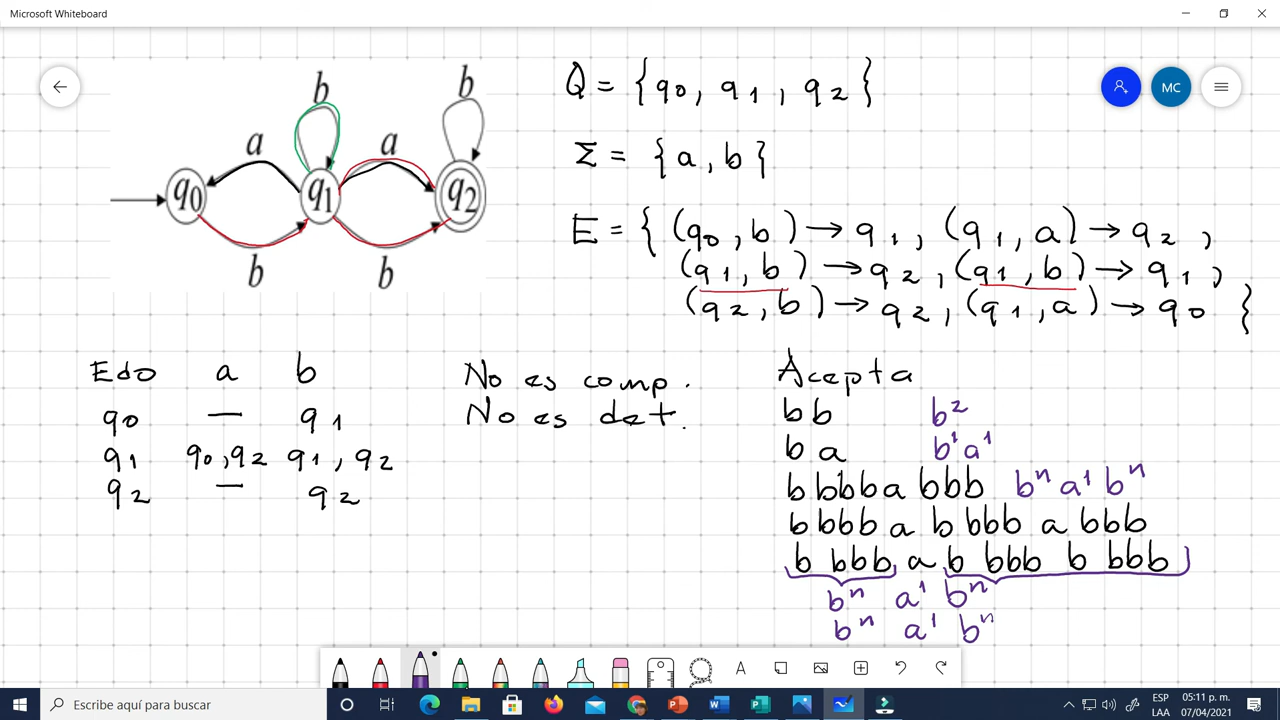 Microsoft Whiteboard
MC
b b
a a
q0 q1 q2
b b
Q = {q0, q1, q2}
Σ = {a, b}
E = {(q0, b) → q1, (q1, a) → q2,
(q1, b) → q2, (q1, b) → q1,
(q2, b) → q2, (q1, a) → q0}
Edo a b
q0 — q1
q1 q0,q2 q1, q2
q2 — q2
No es comp.
No es det.
Acepta
bb b²
ba b¹a¹
bbbba bbb bⁿ a¹ bⁿ
bbbb a b bbb a bbb
b bbb a b bbb b bbb
bⁿ a¹ bⁿ
bⁿ a¹ bⁿ
A
Escribe aquí para buscar
ESP
LAA
05:11 p. m.
07/04/2021